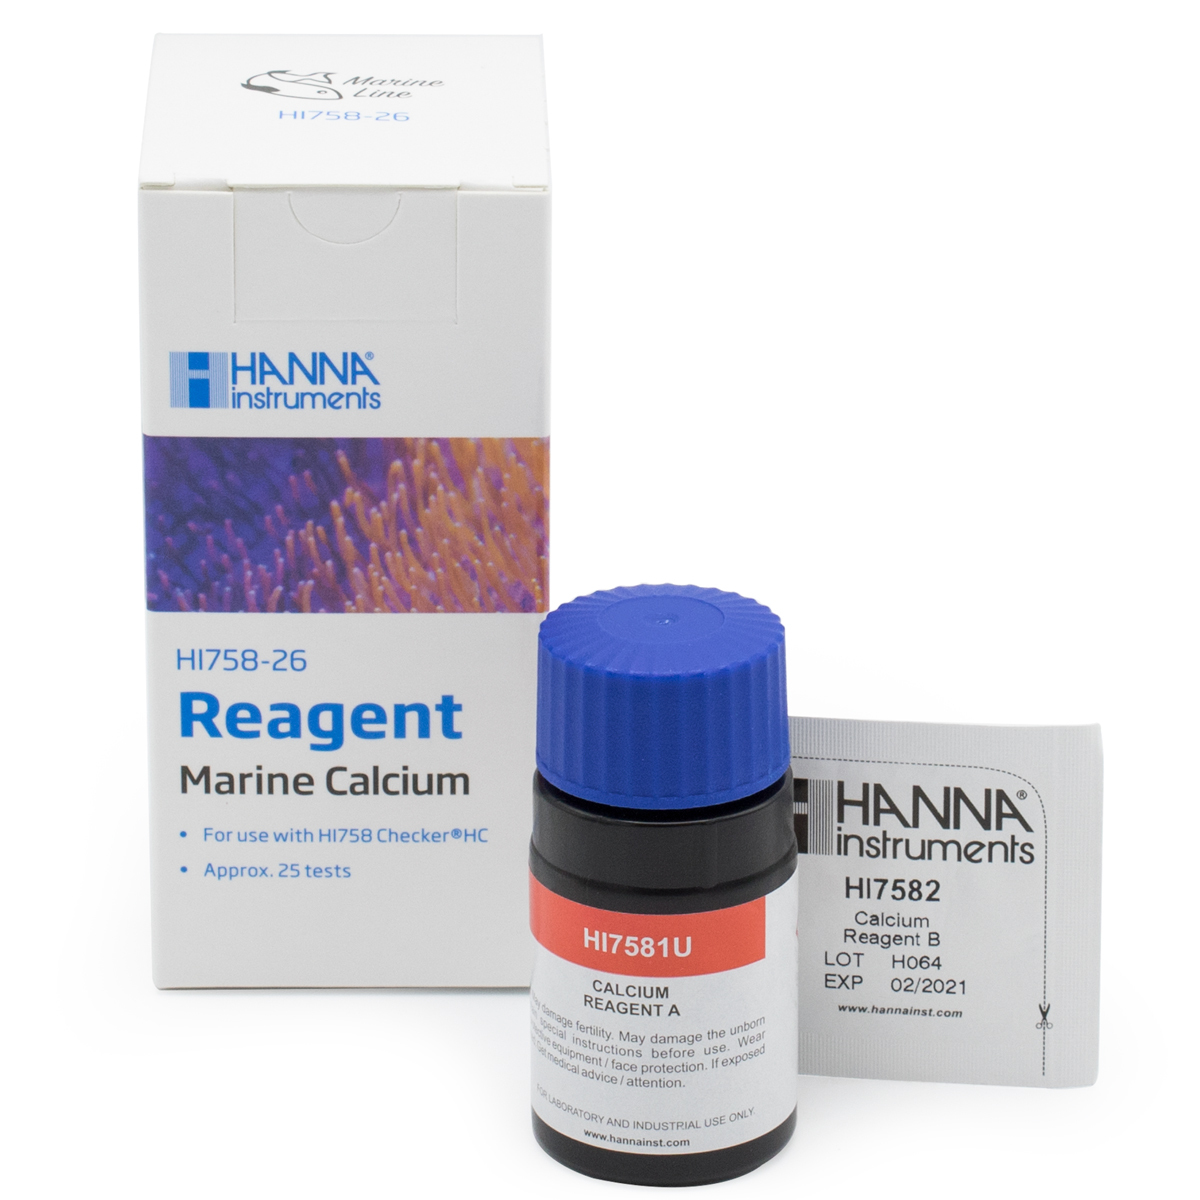 Marine
Line
HI758-26
HANNA®
instruments
HI758-26
Reagent
Marine Calcium
• For use with HI758 Checker®HC
• Approx. 25 tests
HI7581U
CALCIUM
REAGENT A
May damage fertility. May damage the unborn
special instructions before use. Wear
equipment / face protection. If exposed
Get medical advice / attention.
FOR LABORATORY AND INDUSTRIAL USE ONLY.
www.hannainst.com
HANNA®
instruments
HI7582
Calcium
Reagent B
LOT H064
EXP 02/2021
www.hannainst.com